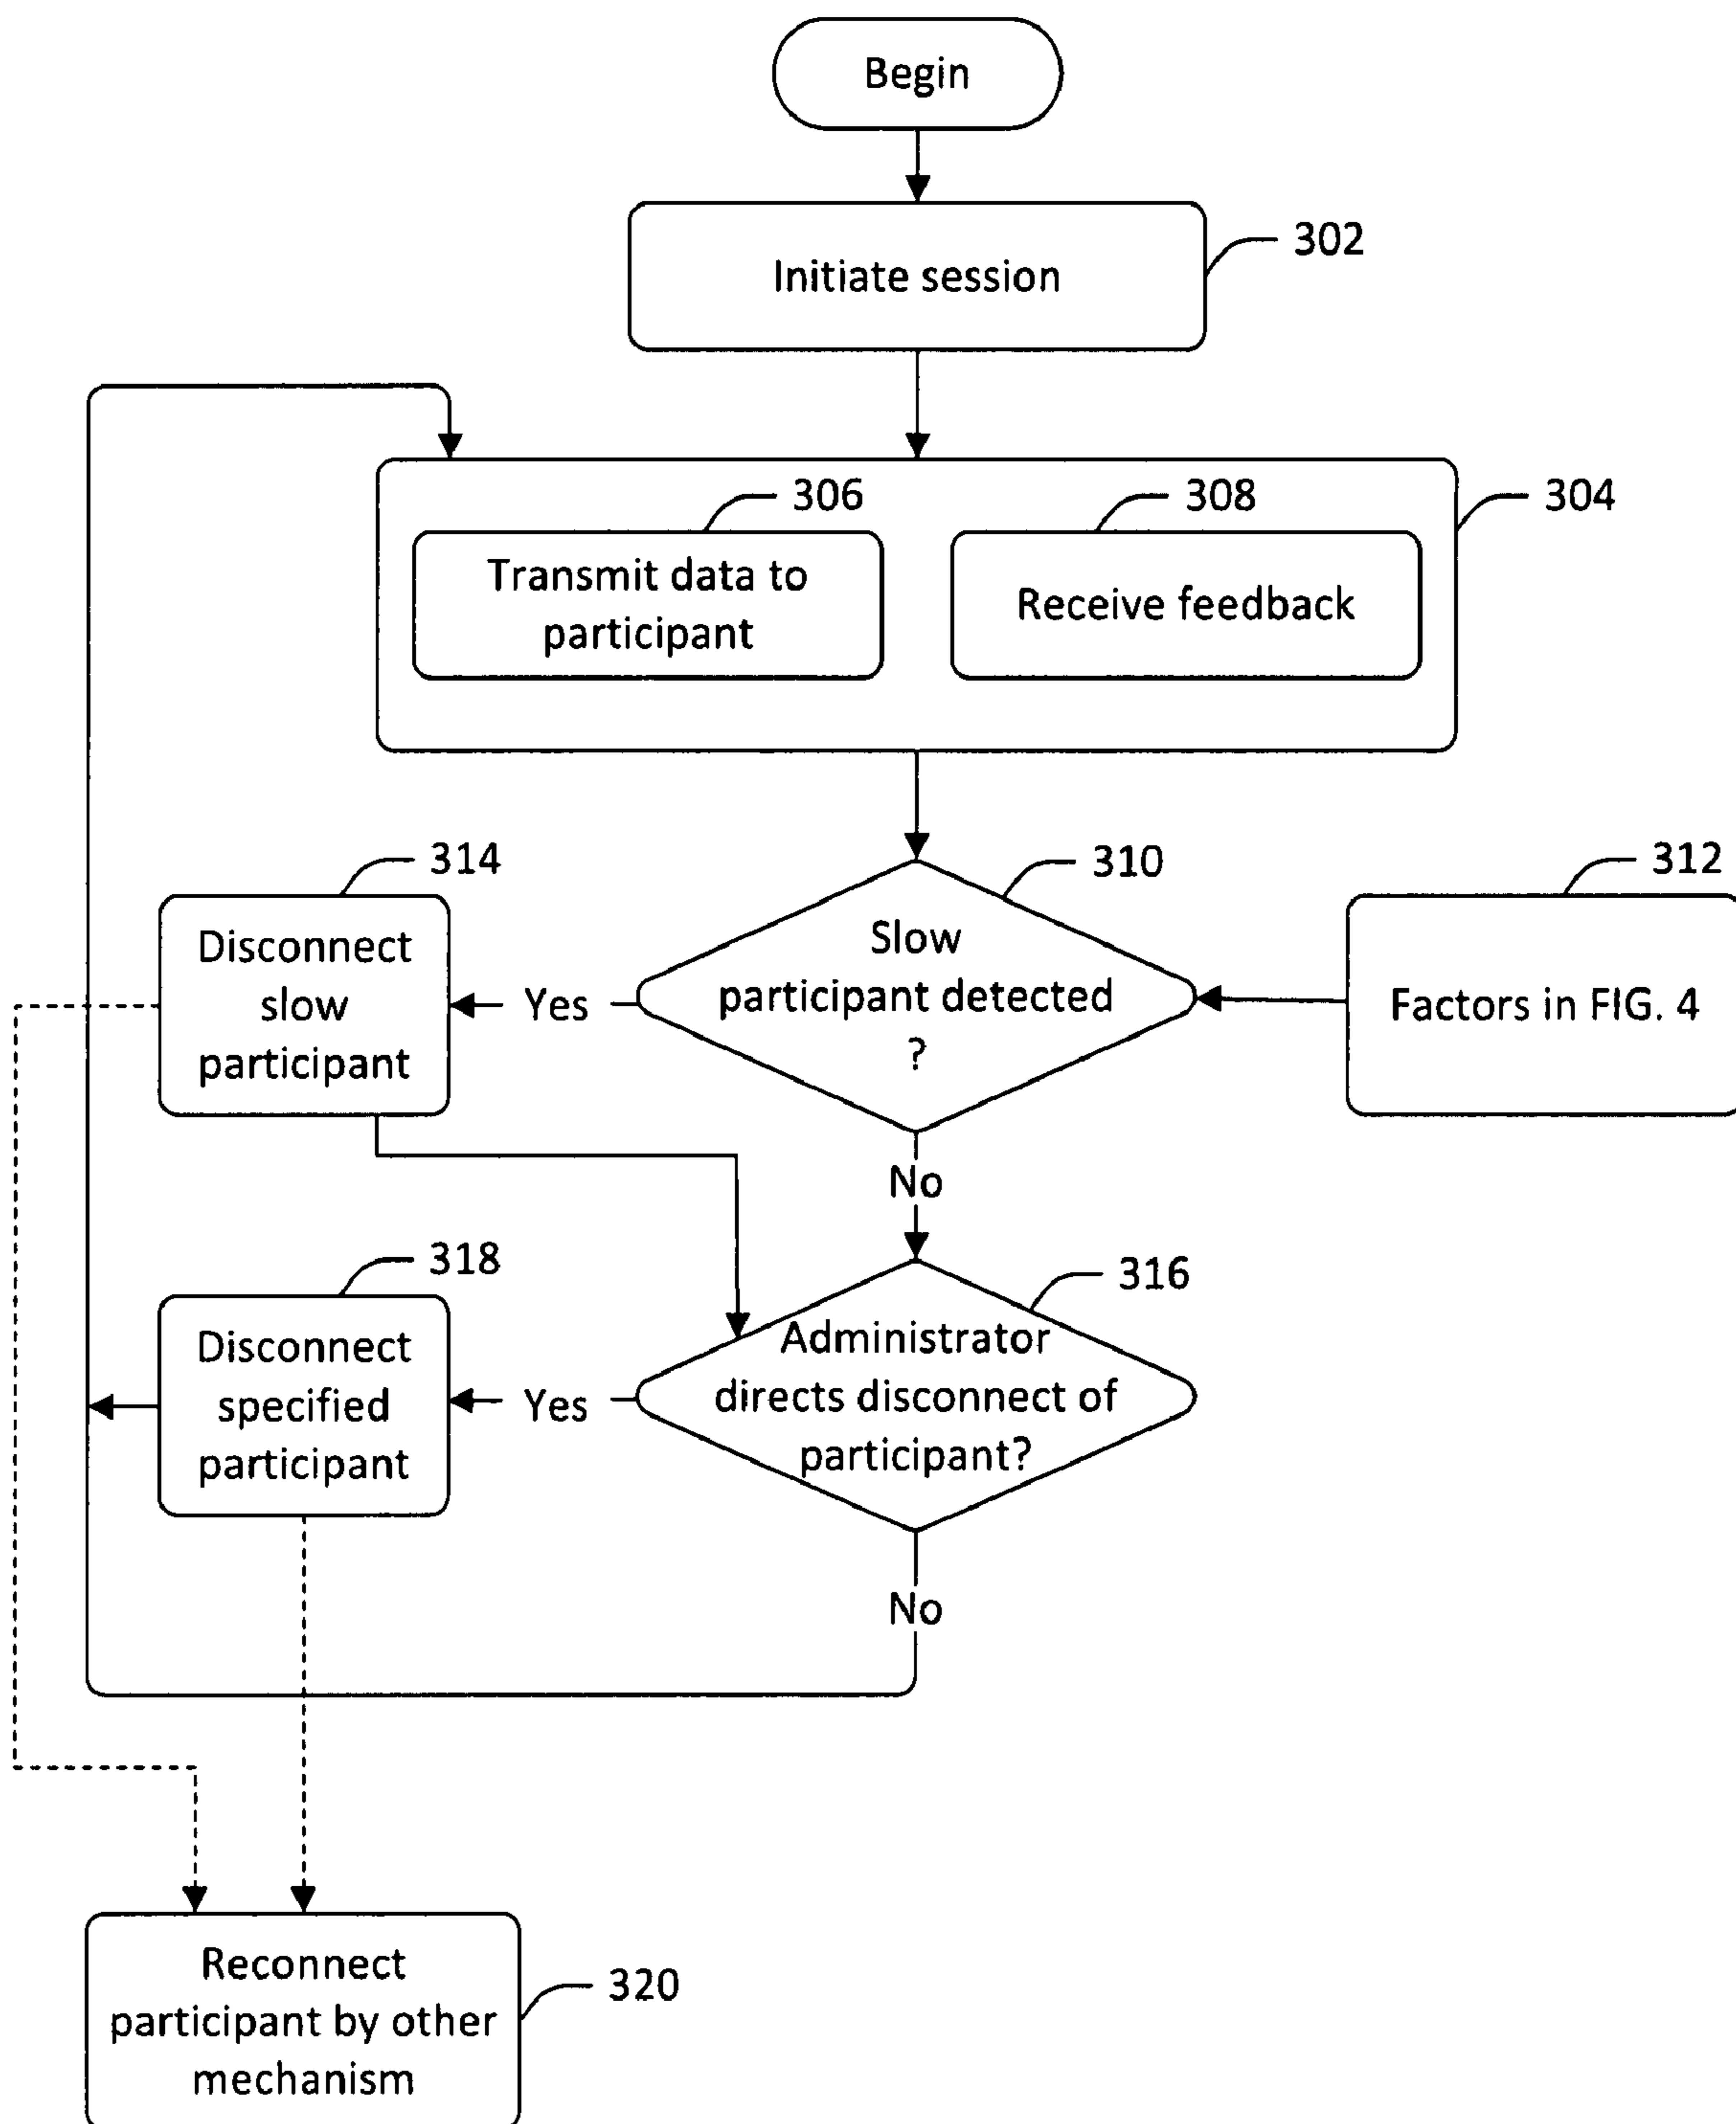 Begin
302
Initiate session
306
308
304
Transmit data to
participant
Receive feedback
314
310
312
Disconnect
slow
participant
Yes
Slow
participant detected
?
Factors in FIG. 4
No
318
316
Disconnect
specified
participant
Yes
Administrator
directs disconnect of
participant?
No
Reconnect
participant by other
mechanism
320